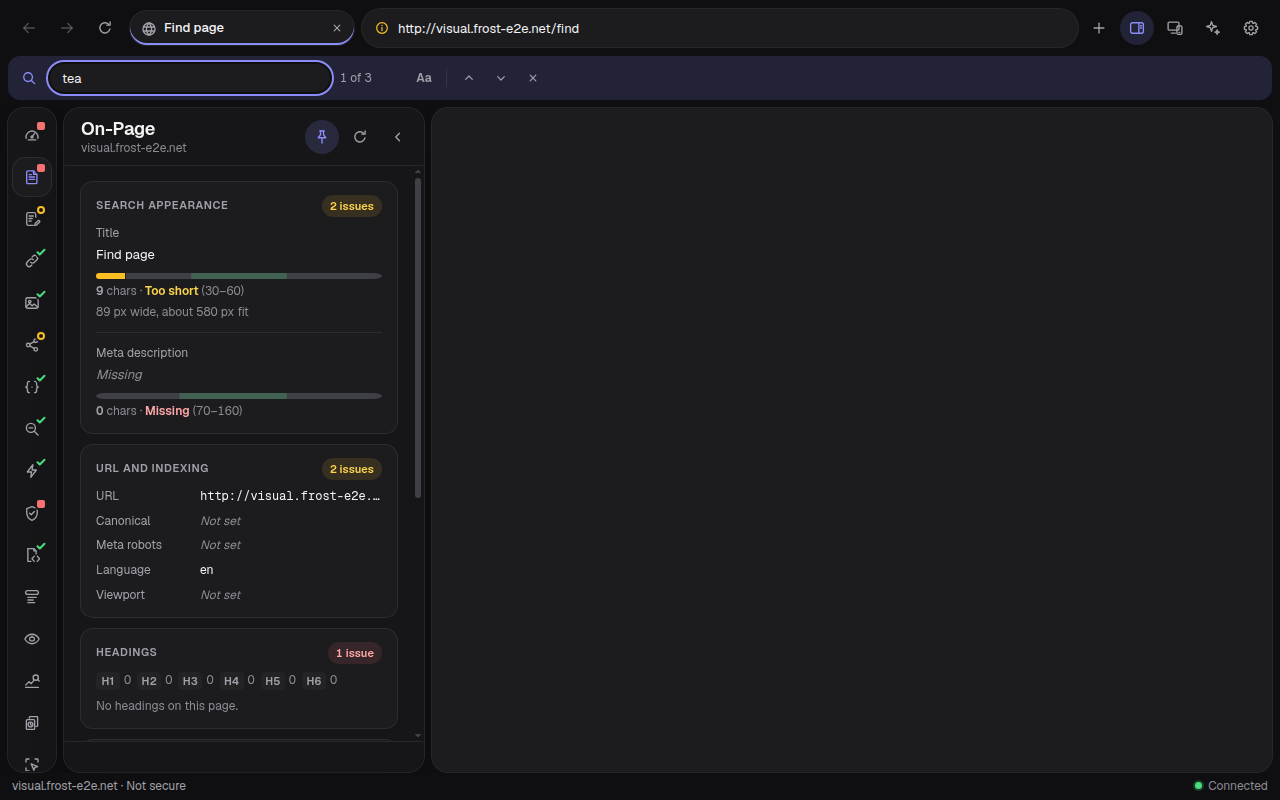 Find page
http://visual.frost-e2e.net/find
tea
1 of 3
Aa
On-Page
visual.frost-e2e.net
SEARCH APPEARANCE
2 issues
Title
Find page
9 chars · Too short (30–60)
89 px wide, about 580 px fit
Meta description
Missing
0 chars · Missing (70–160)
URL AND INDEXING
2 issues
URL http://visual.frost-e2e.…
Canonical Not set
Meta robots Not set
Language en
Viewport Not set
HEADINGS
1 issue
H1 0 H2 0 H3 0 H4 0 H5 0 H6 0
No headings on this page.
visual.frost-e2e.net · Not secure
Connected